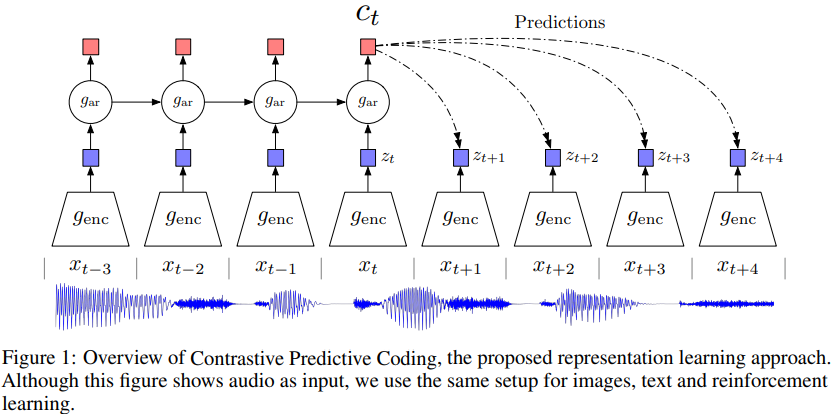 c_t
Predictions
g_ar g_ar g_ar g_ar
z_t z_{t+1} z_{t+2} z_{t+3} z_{t+4}
g_enc g_enc g_enc g_enc g_enc g_enc g_enc g_enc
x_{t−3} x_{t−2} x_{t−1} x_t x_{t+1} x_{t+2} x_{t+3} x_{t+4}
Figure 1: Overview of Contrastive Predictive Coding, the proposed representation learning approach.
Although this figure shows audio as input, we use the same setup for images, text and reinforcement
learning.